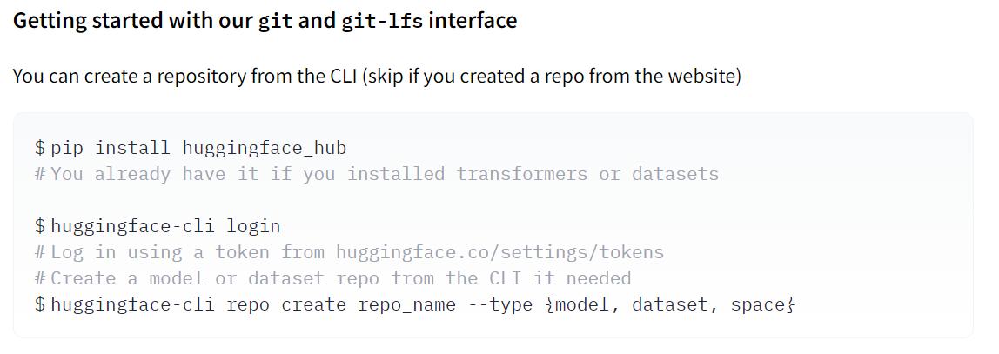 Getting started with our git and git-lfs interface
You can create a repository from the CLI (skip if you created a repo from the website)
$ pip install huggingface_hub
# You already have it if you installed transformers or datasets
$ huggingface-cli login
# Log in using a token from huggingface.co/settings/tokens
# Create a model or dataset repo from the CLI if needed
$ huggingface-cli repo create repo_name --type {model, dataset, space}